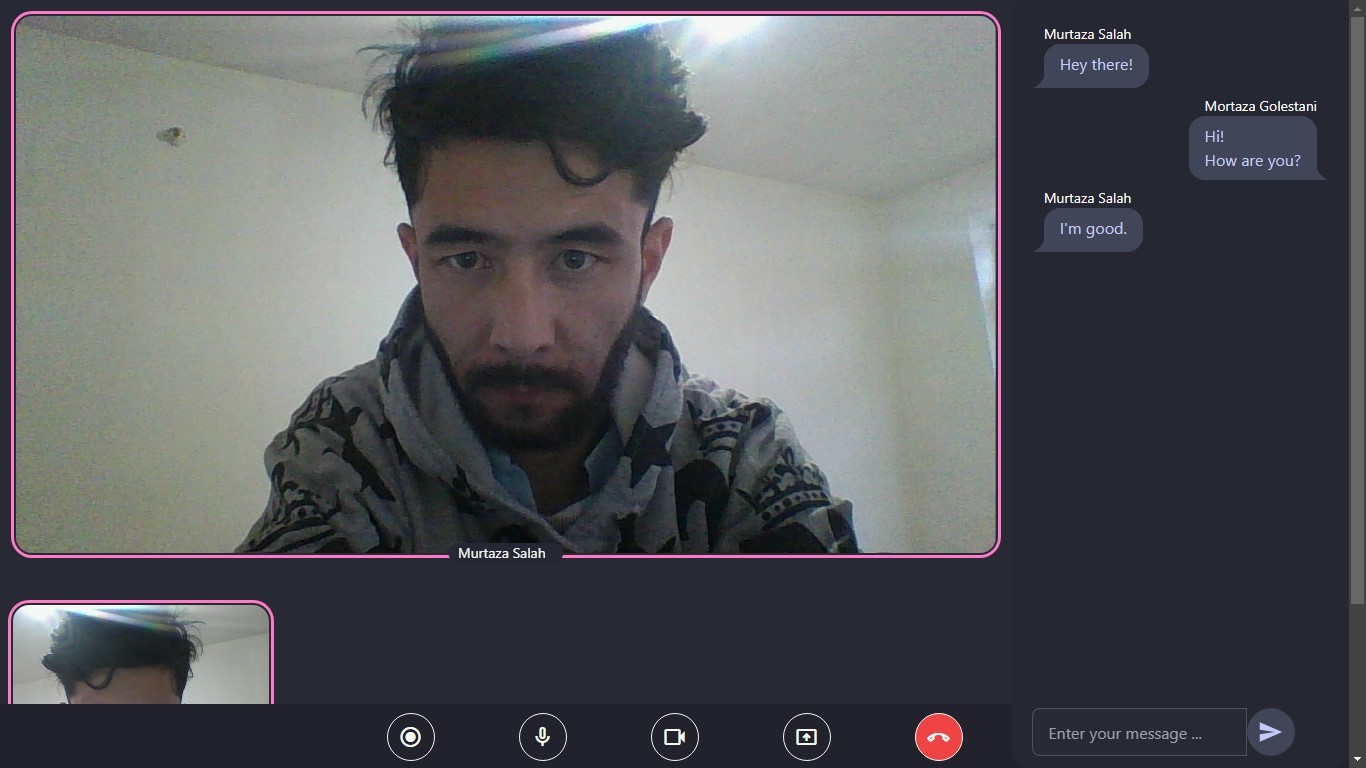 Murtaza Salah
Murtaza Salah
Hey there!
Mortaza Golestani
Hi!
How are you?
Murtaza Salah
I'm good.
Enter your message ...